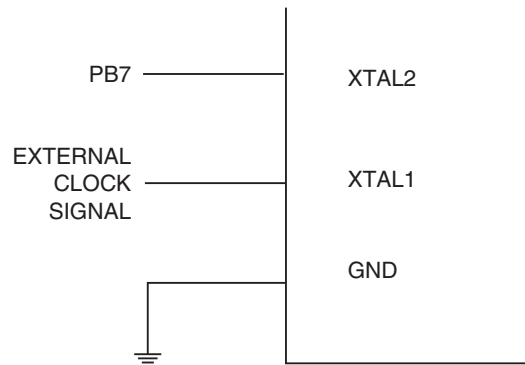 PB7
XTAL2
EXTERNAL
CLOCK
SIGNAL
XTAL1
GND